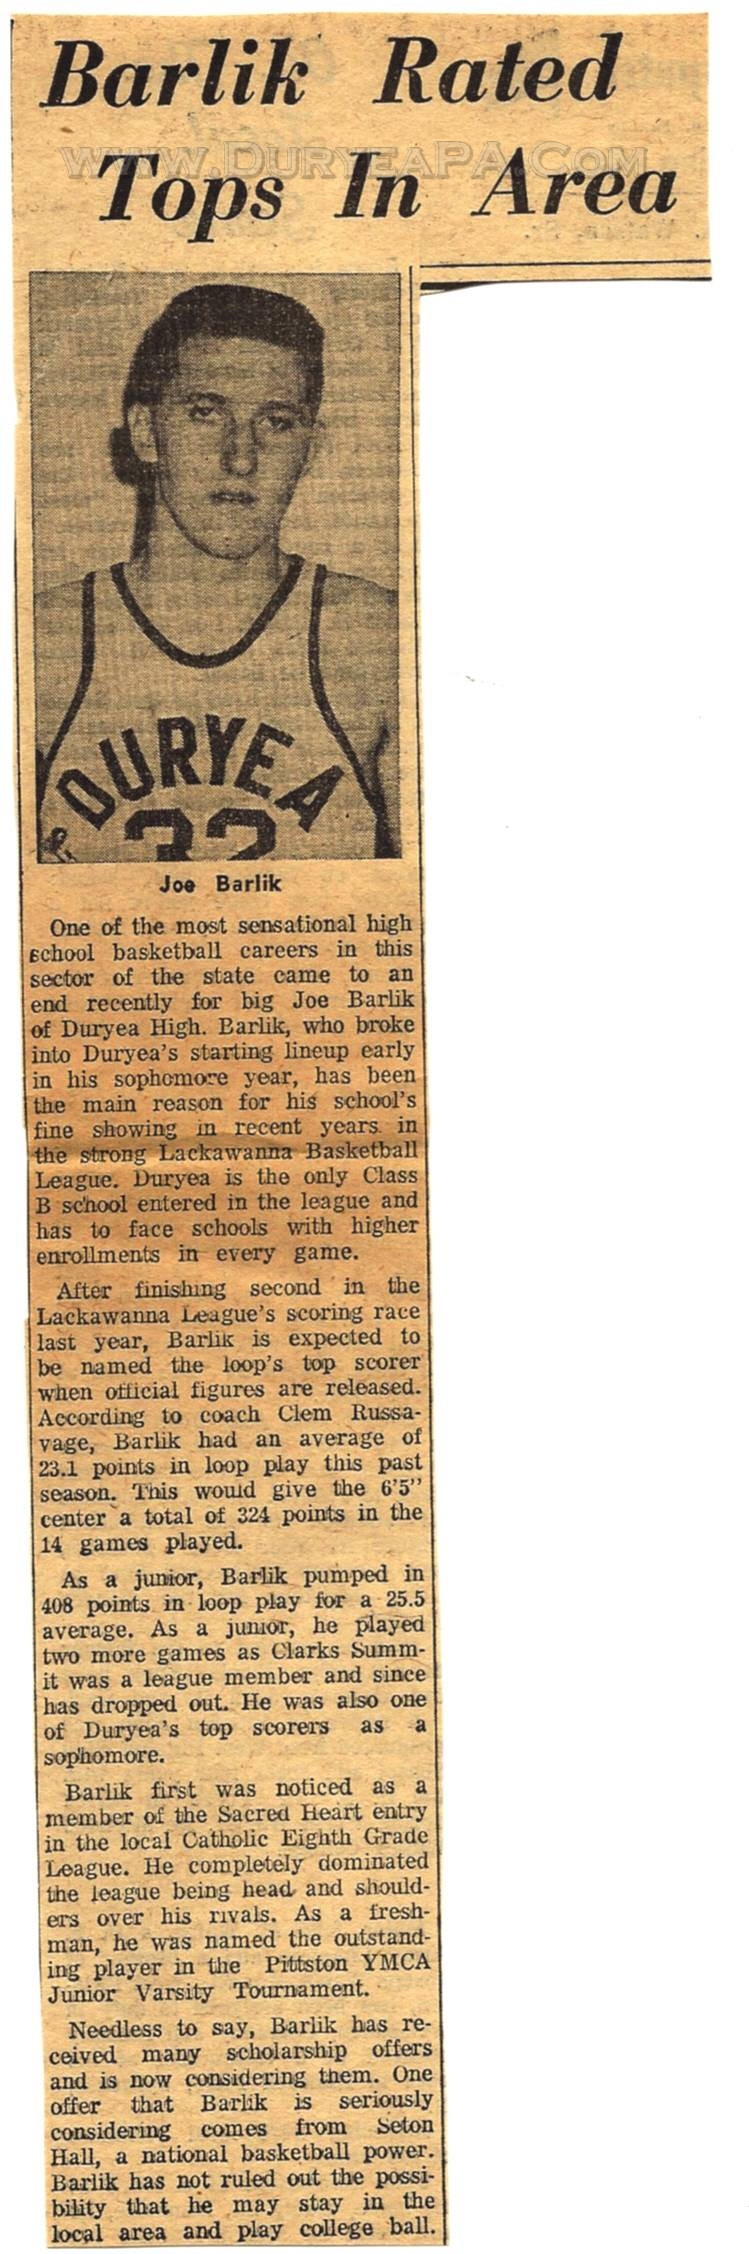 Barlik Rated
www.DuryeaPA.Com
Tops In Area
DURYEA
32
Joe Barlik
One of the most sensational high
school basketball careers in this
sector of the state came to an
end recently for big Joe Barlik
of Duryea High. Barlik, who broke
into Duryea's starting lineup early
in his sophomore year, has been
the main reason for his school's
fine showing in recent years in
the strong Lackawanna Basketball
League. Duryea is the only Class
B school entered in the league and
has to face schools with higher
enrollments in every game.
After finishing second in the
Lackawanna League's scoring race
last year, Barlik is expected to
be named the loop's top scorer
when official figures are released.
According to coach Clem Russa-
vage, Barlik had an average of
23.1 points in loop play this past
season. This would give the 6'5"
center a total of 324 points in the
14 games played.
As a junior, Barlik pumped in
408 points in loop play for a 25.5
average. As a junior, he played
two more games as Clarks Summ-
it was a league member and since
has dropped out. He was also one
of Duryea's top scorers as a
sophomore.
Barlik first was noticed as a
member of the Sacred Heart entry
in the local Catholic Eighth Grade
League. He completely dominated
the league being head and should-
ers over his rivals. As a fresh-
man, he was named the outstand-
ing player in the Pittston YMCA
Junior Varsity Tournament.
Needless to say, Barlik has re-
ceived many scholarship offers
and is now considering them. One
offer that Barlik is seriously
considering comes from Seton
Hall, a national basketball power.
Barlik has not ruled out the possi-
bility that he may stay in the
local area and play college ball.